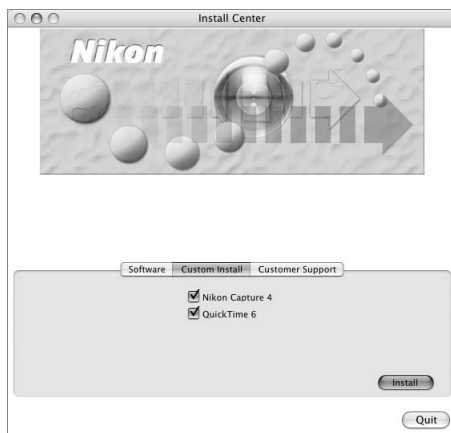 Install Center
Nikon
Software Custom Install Customer Support
Nikon Capture 4
QuickTime 6
Install
Quit